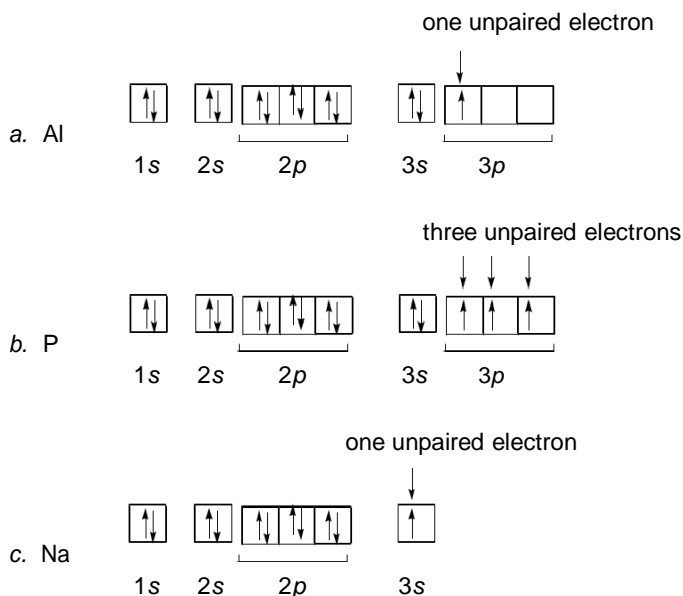 one unpaired electron
a. Al
1s 2s 2p 3s 3p
three unpaired electrons
b. P
1s 2s 2p 3s 3p
one unpaired electron
c. Na
1s 2s 2p 3s